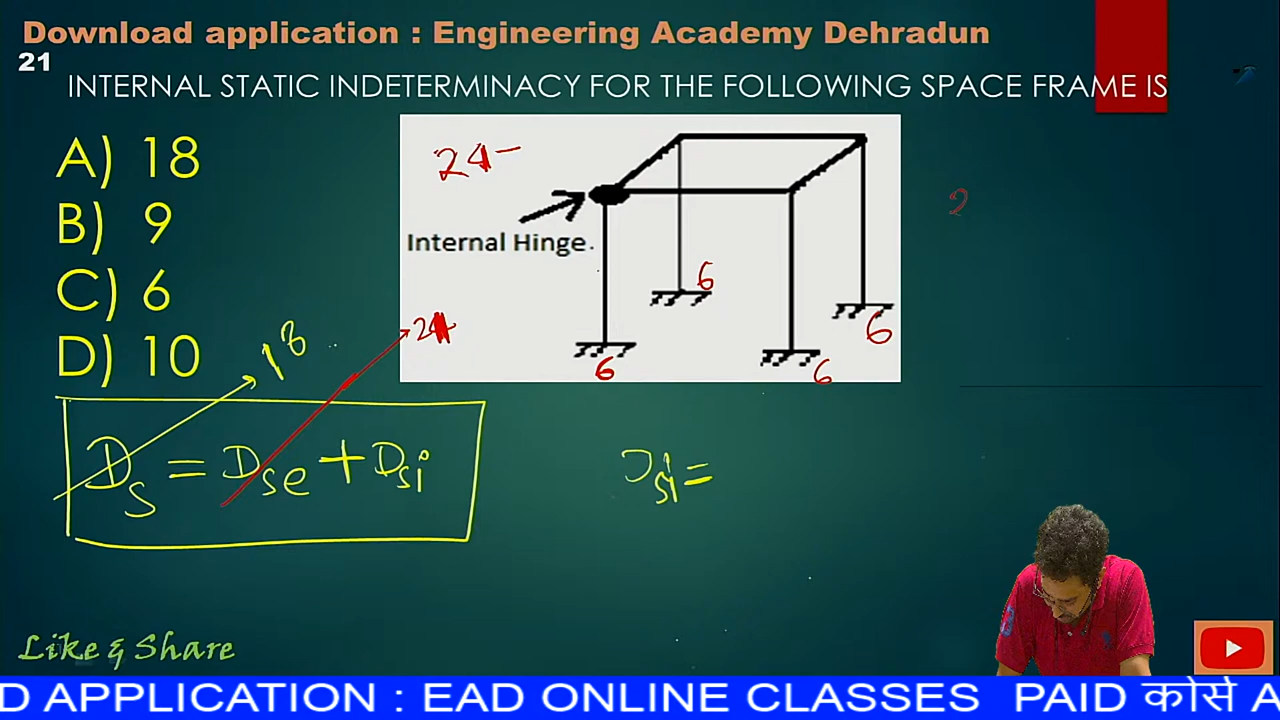 Download application : Engineering Academy Dehradun
21
INTERNAL STATIC INDETERMINACY FOR THE FOLLOWING SPACE FRAME IS
A) 18
B) 9
C) 6
D) 10
24-
Internal Hinge.
6
6
6
6
24
18
2
Ds = Dse + Dsi
Dsi =
Like & Share
D APPLICATION : EAD ONLINE CLASSES PAID कोर्स A